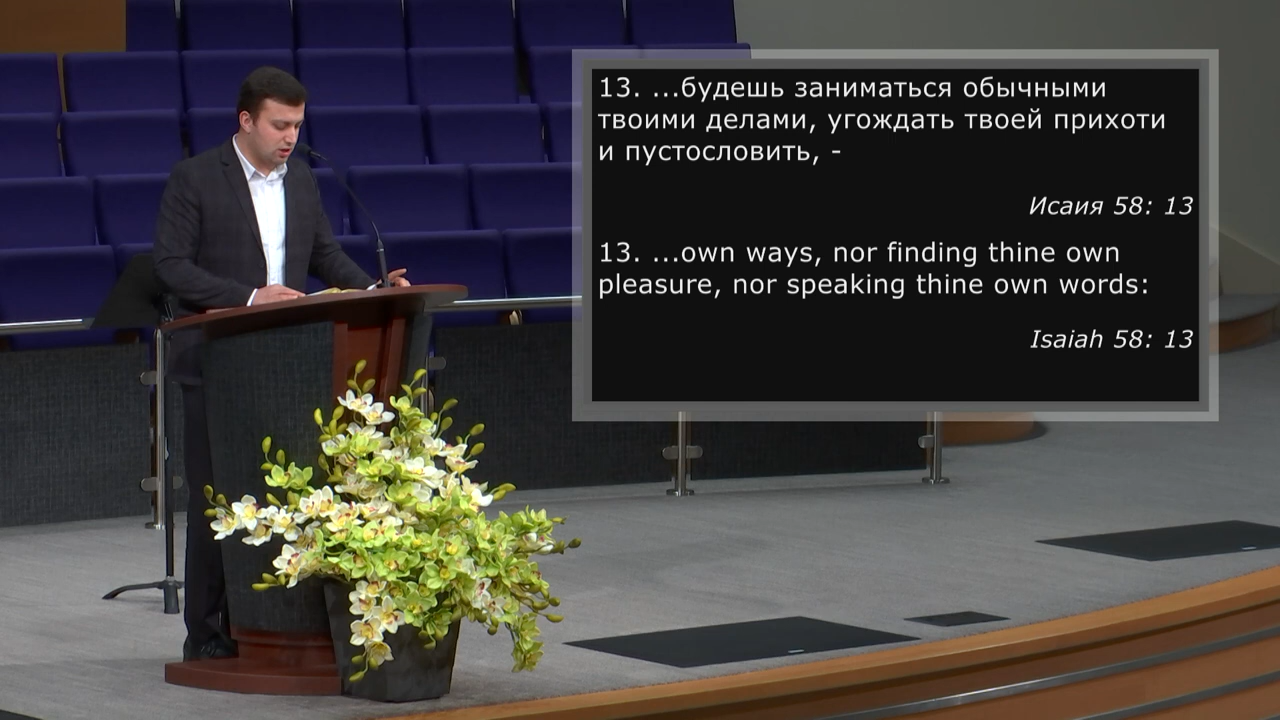 13. ...будешь заниматься обычными
твоими делами, угождать твоей прихоти
и пустословить, -
Исаия 58: 13
13. ...own ways, nor finding thine own
pleasure, nor speaking thine own words:
Isaiah 58: 13